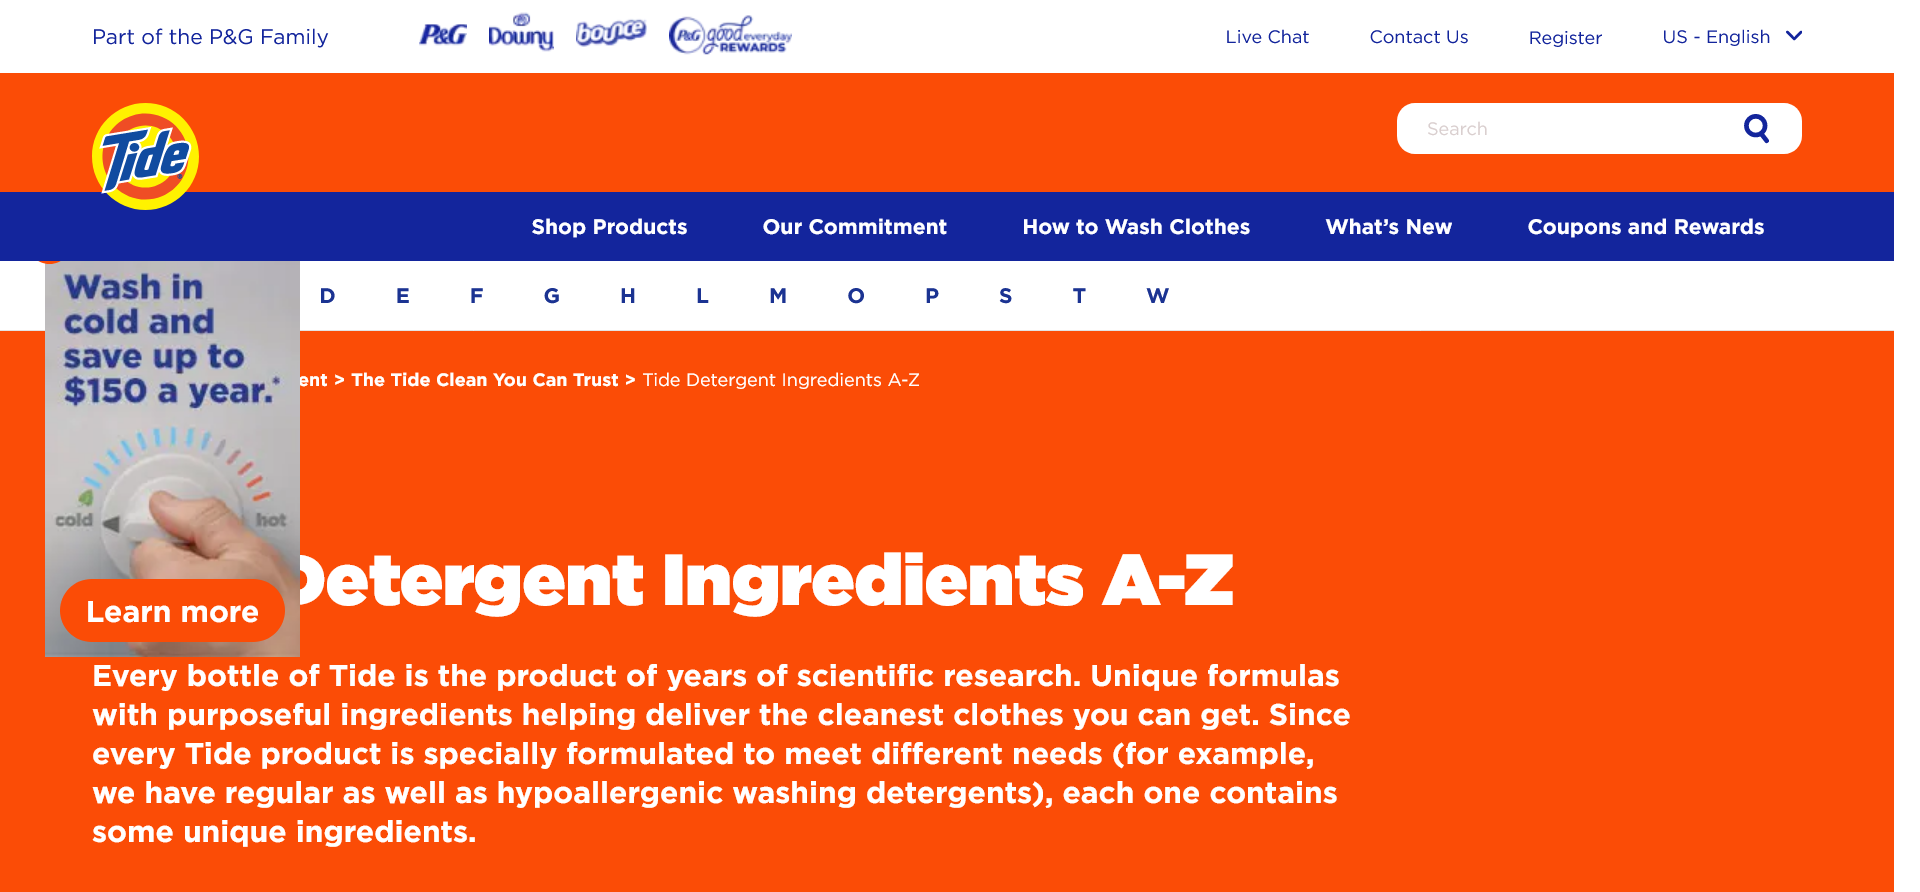 Part of the P&G Family
P&G
Downy
bounce
P&G good everyday
REWARDS
Live Chat
Contact Us
Register
US - English
Tide
Search
Shop Products
Our Commitment
How to Wash Clothes
What's New
Coupons and Rewards
D E F G H L M O P S T W
Wash in
cold and
save up to
$150 a year.*
cold hot
Learn more
ent > The Tide Clean You Can Trust > Tide Detergent Ingredients A-Z
Detergent Ingredients A-Z
Every bottle of Tide is the product of years of scientific research. Unique formulas
with purposeful ingredients helping deliver the cleanest clothes you can get. Since
every Tide product is specially formulated to meet different needs (for example,
we have regular as well as hypoallergenic washing detergents), each one contains
some unique ingredients.